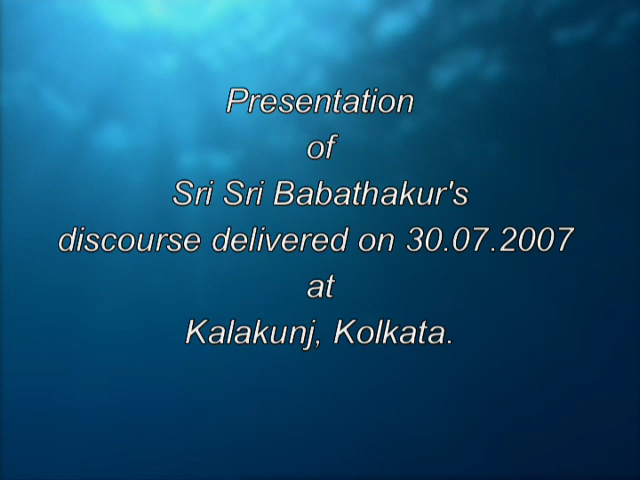 Presentation
of
Sri Sri Babathakur's
discourse delivered on 30.07.2007
at
Kalakunj, Kolkata.